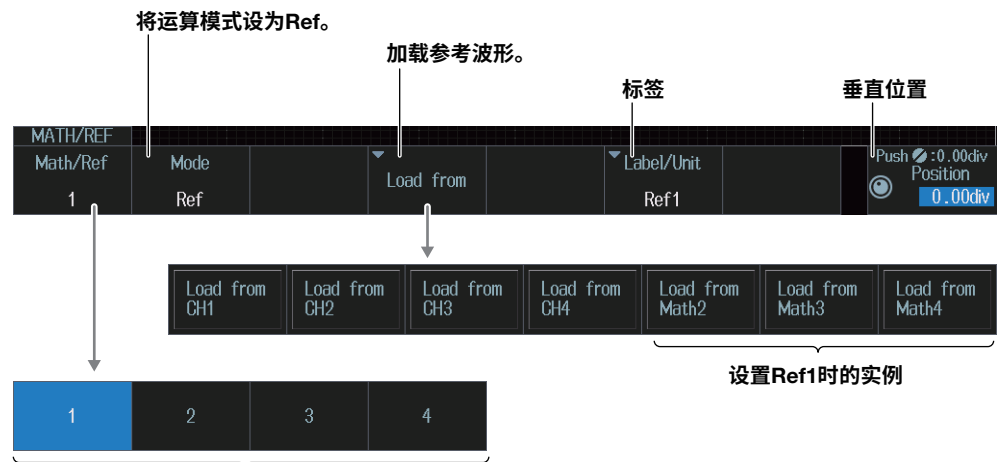 将运算模式设为Ref。
加载参考波形。
标签
垂直位置
MATH/REF
Math/Ref
1
Mode
Ref
Load from
Label/Unit
Ref1
Push :0.00div
Position
0.00div
Load from CH1
Load from CH2
Load from CH3
Load from CH4
Load from Math2
Load from Math3
Load from Math4
设置Ref1时的实例
1
2
3
4